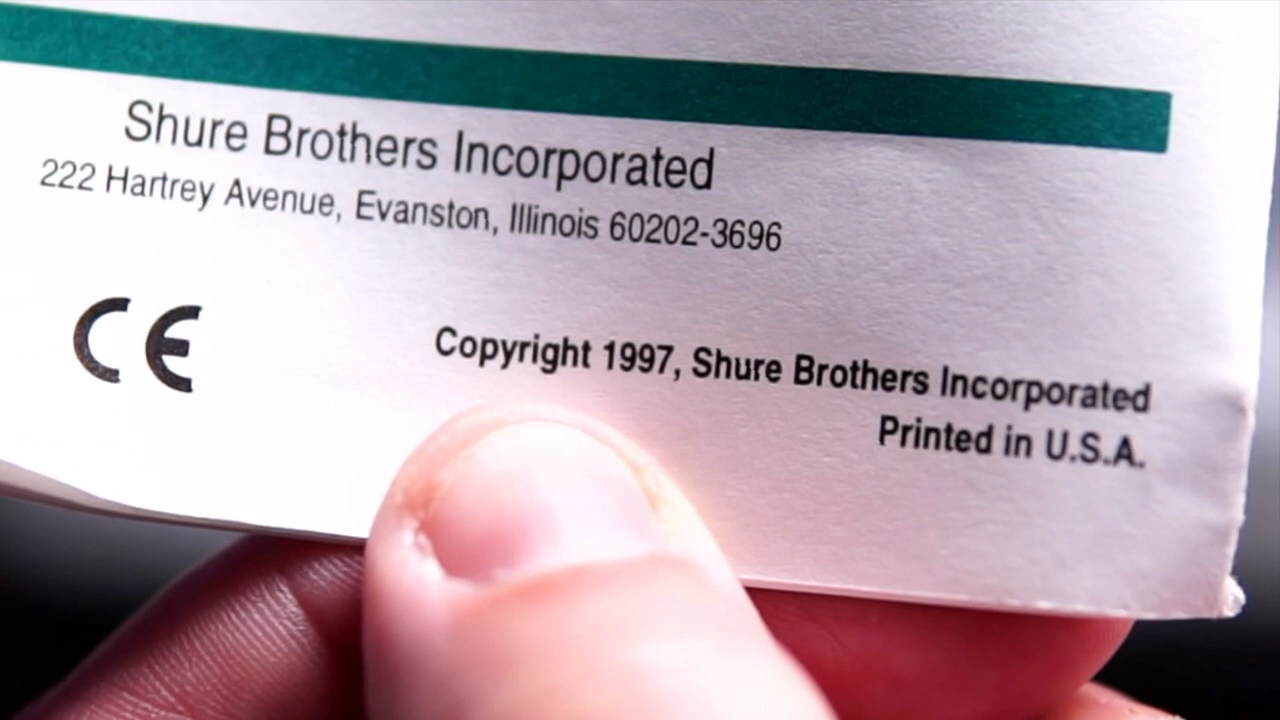 Shure Brothers Incorporated
222 Hartrey Avenue, Evanston, Illinois 60202-3696
CE
Copyright 1997, Shure Brothers Incorporated
Printed in U.S.A.